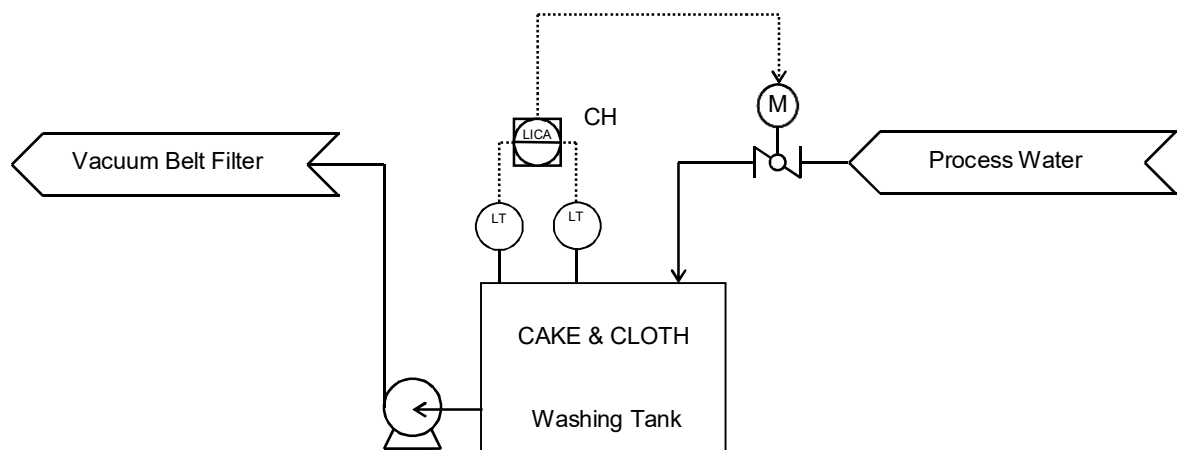 CH
LICA
M
Vacuum Belt Filter
Process Water
LT
LT
CAKE & CLOTH
Washing Tank